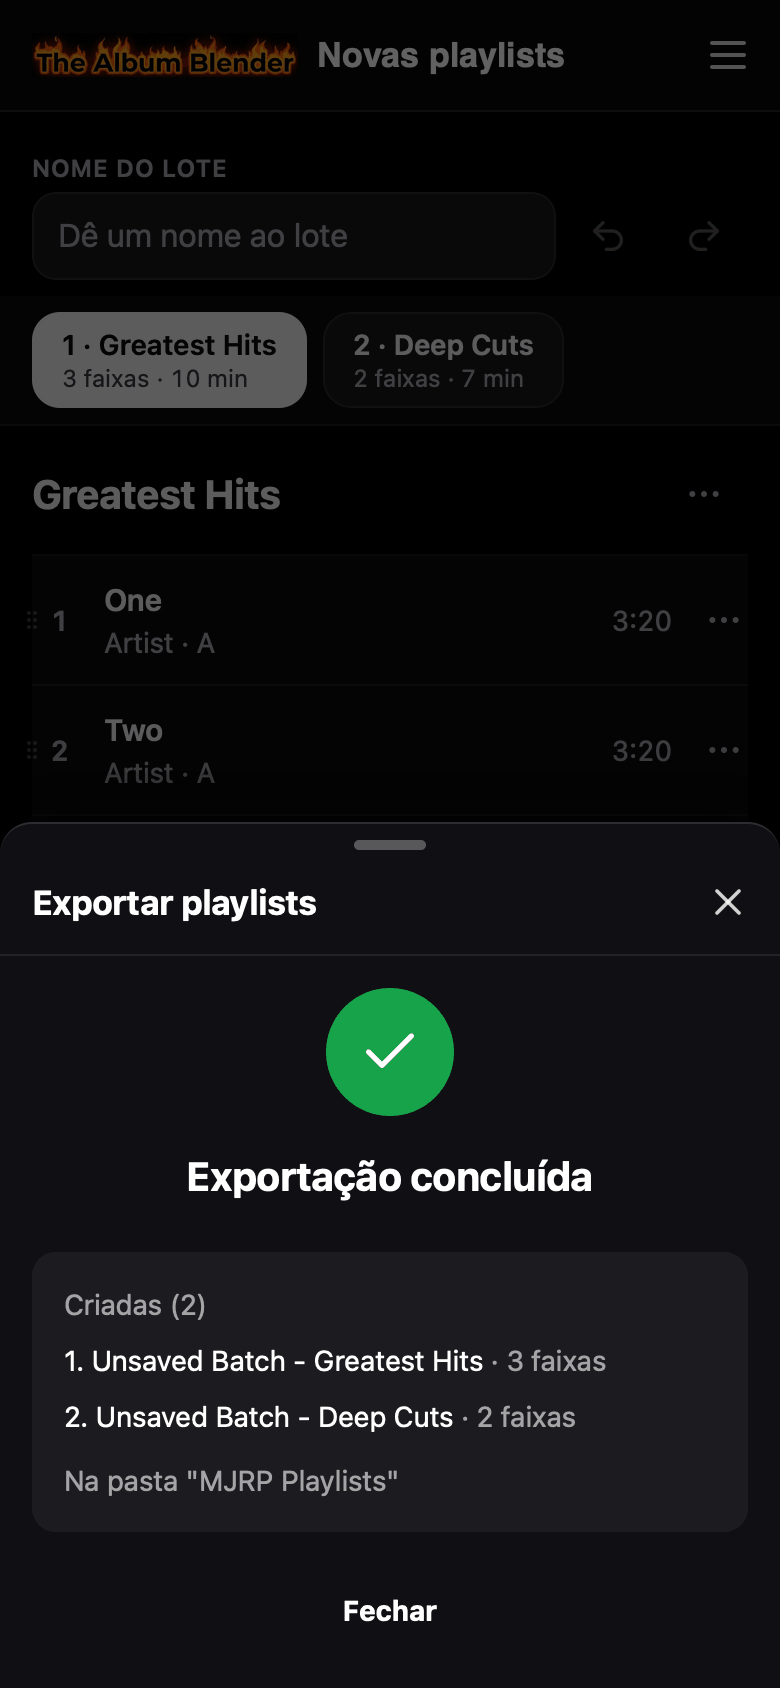 The Album Blender
Novas playlists
NOME DO LOTE
Dê um nome ao lote
1 · Greatest Hits
3 faixas · 10 min
2 · Deep Cuts
2 faixas · 7 min
Greatest Hits
1
One
Artist · A
3:20
2
Two
Artist · A
3:20
Exportar playlists
Exportação concluída
Criadas (2)
1. Unsaved Batch - Greatest Hits · 3 faixas
2. Unsaved Batch - Deep Cuts · 2 faixas
Na pasta "MJRP Playlists"
Fechar